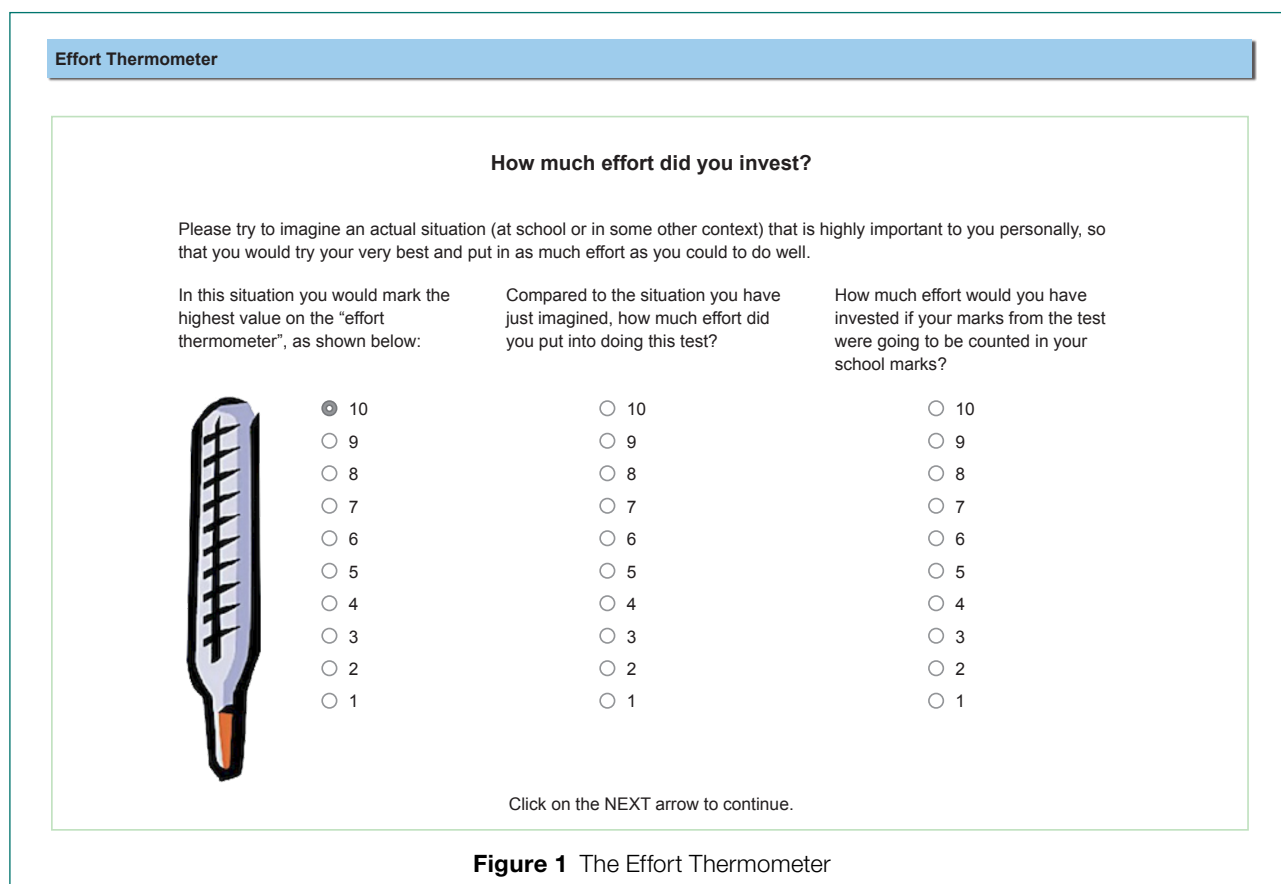 Effort Thermometer
How much effort did you invest?
Please try to imagine an actual situation (at school or in some other context) that is highly important to you personally, so
that you would try your very best and put in as much effort as you could to do well.
In this situation you would mark the
highest value on the “effort
thermometer”, as shown below:
Compared to the situation you have
just imagined, how much effort did
you put into doing this test?
How much effort would you have
invested if your marks from the test
were going to be counted in your
school marks?
10
9
8
7
6
5
4
3
2
1
10
9
8
7
6
5
4
3
2
1
10
9
8
7
6
5
4
3
2
1
Click on the NEXT arrow to continue.
Figure 1 The Effort Thermometer